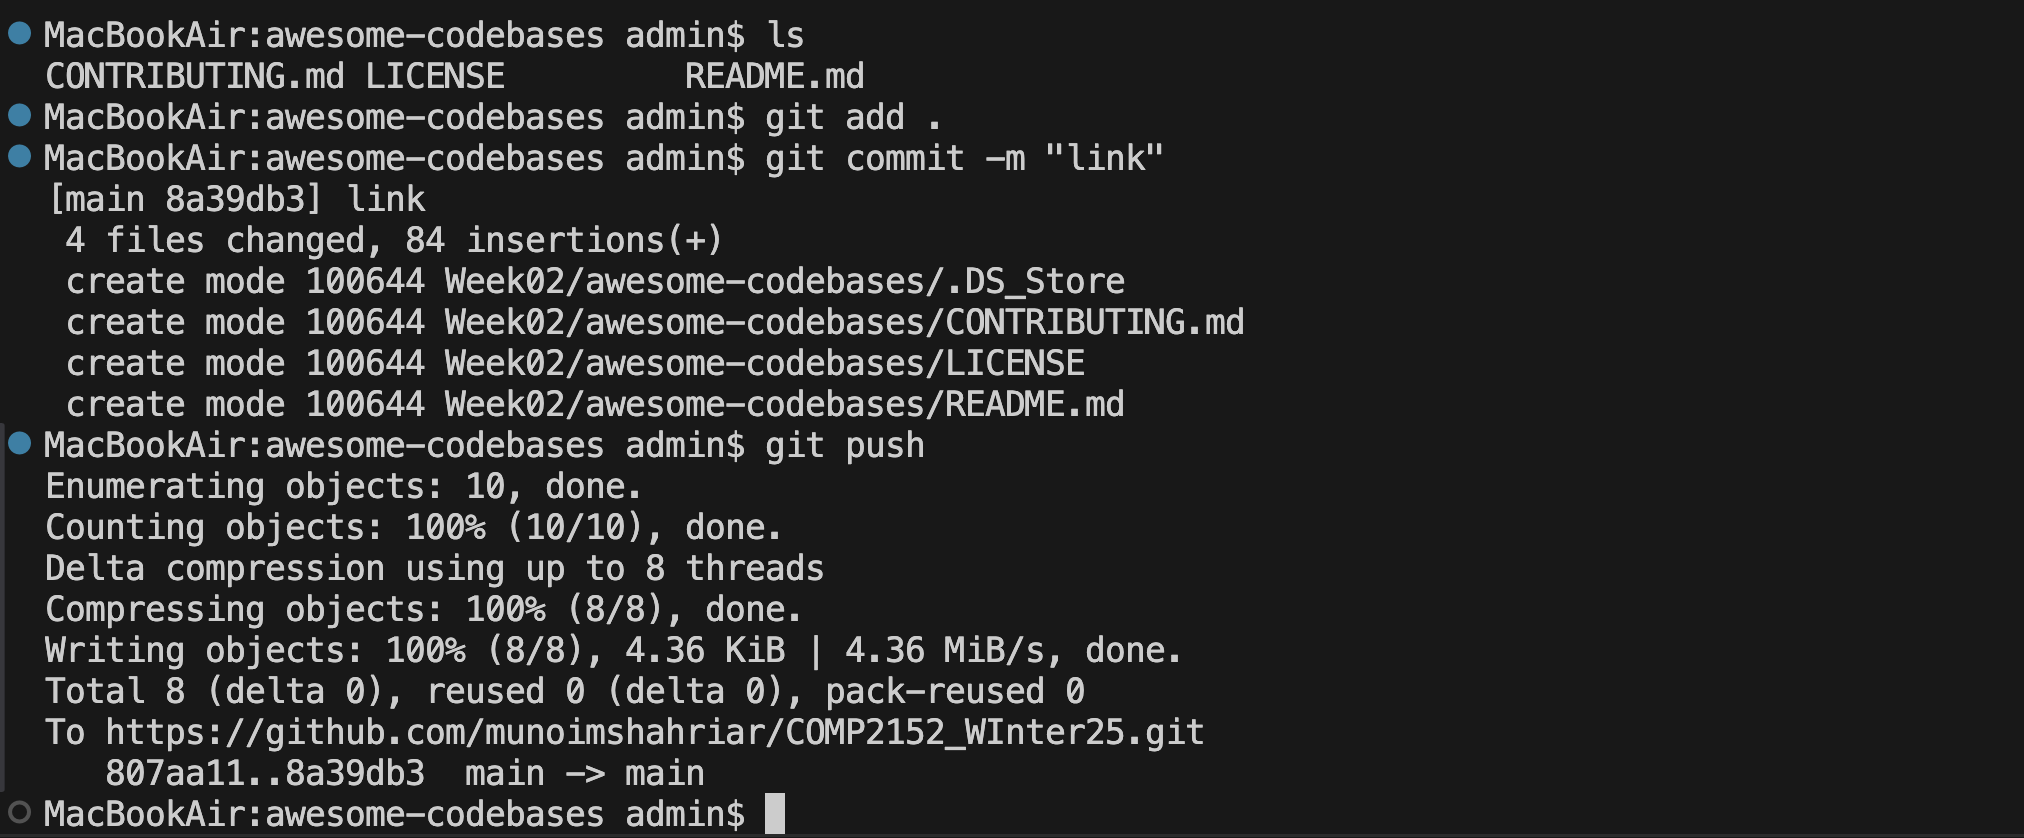 MacBookAir:awesome-codebases admin$ ls
CONTRIBUTING.md LICENSE         README.md
MacBookAir:awesome-codebases admin$ git add .
MacBookAir:awesome-codebases admin$ git commit -m "link"
[main 8a39db3] link
 4 files changed, 84 insertions(+)
 create mode 100644 Week02/awesome-codebases/.DS_Store
 create mode 100644 Week02/awesome-codebases/CONTRIBUTING.md
 create mode 100644 Week02/awesome-codebases/LICENSE
 create mode 100644 Week02/awesome-codebases/README.md
MacBookAir:awesome-codebases admin$ git push
Enumerating objects: 10, done.
Counting objects: 100% (10/10), done.
Delta compression using up to 8 threads
Compressing objects: 100% (8/8), done.
Writing objects: 100% (8/8), 4.36 KiB | 4.36 MiB/s, done.
Total 8 (delta 0), reused 0 (delta 0), pack-reused 0
To https://github.com/munoimshahriar/COMP2152_WInter25.git
   807aa11..8a39db3  main -> main
MacBookAir:awesome-codebases admin$